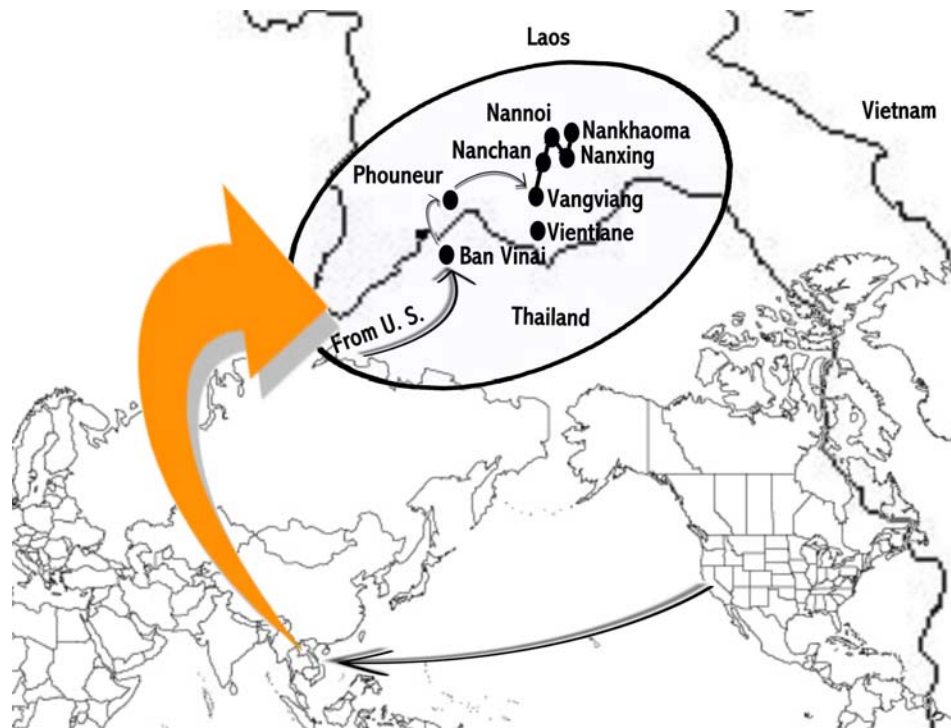 Laos
Vietnam
Nannoi
Nankhaoma
Nanchan
Nanxing
Phouneur
Vangviang
Vientiane
Ban Vinai
From U. S.
Thailand